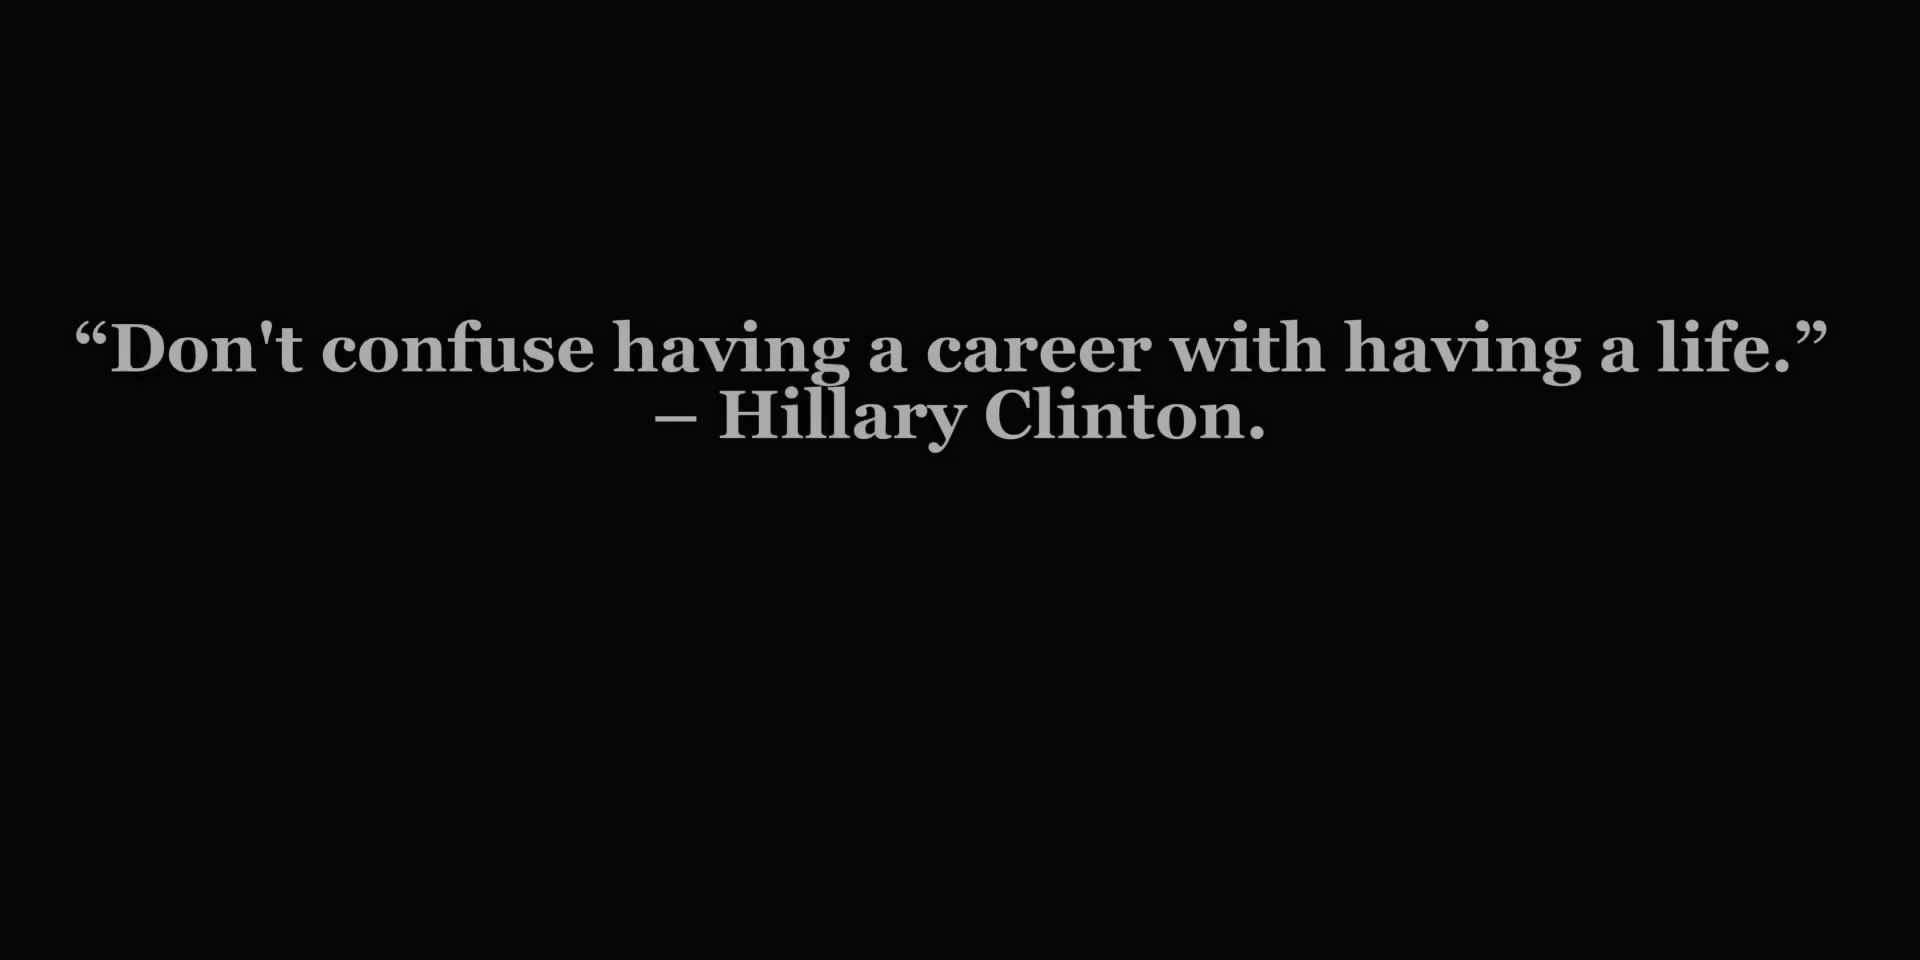 “Don't confuse having a career with having a life.”
– Hillary Clinton.